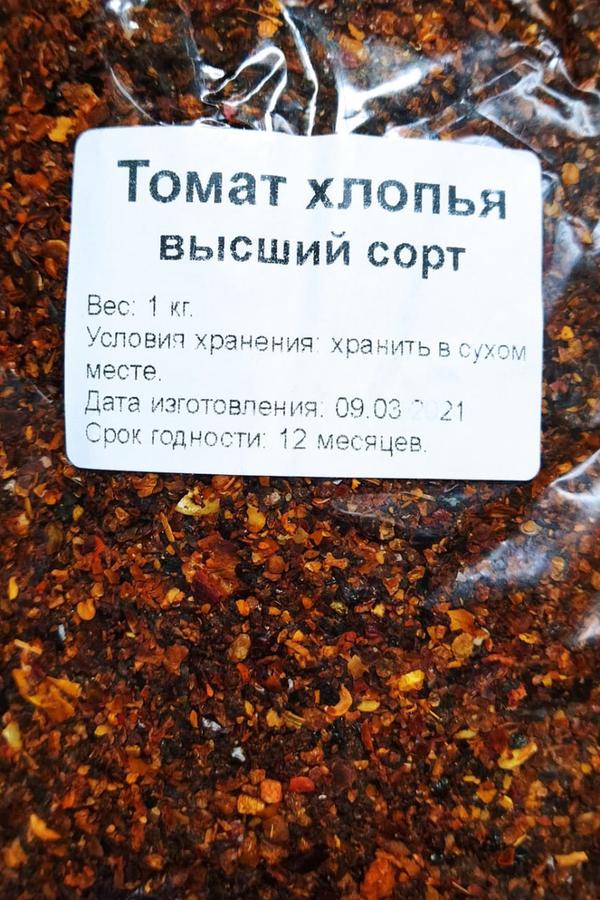 Томат хлопья
высший сорт
Вес: 1 кг.
Условия хранения: хранить в сухом
месте.
Дата изготовления: 09.03 2021
Срок годности: 12 месяцев.